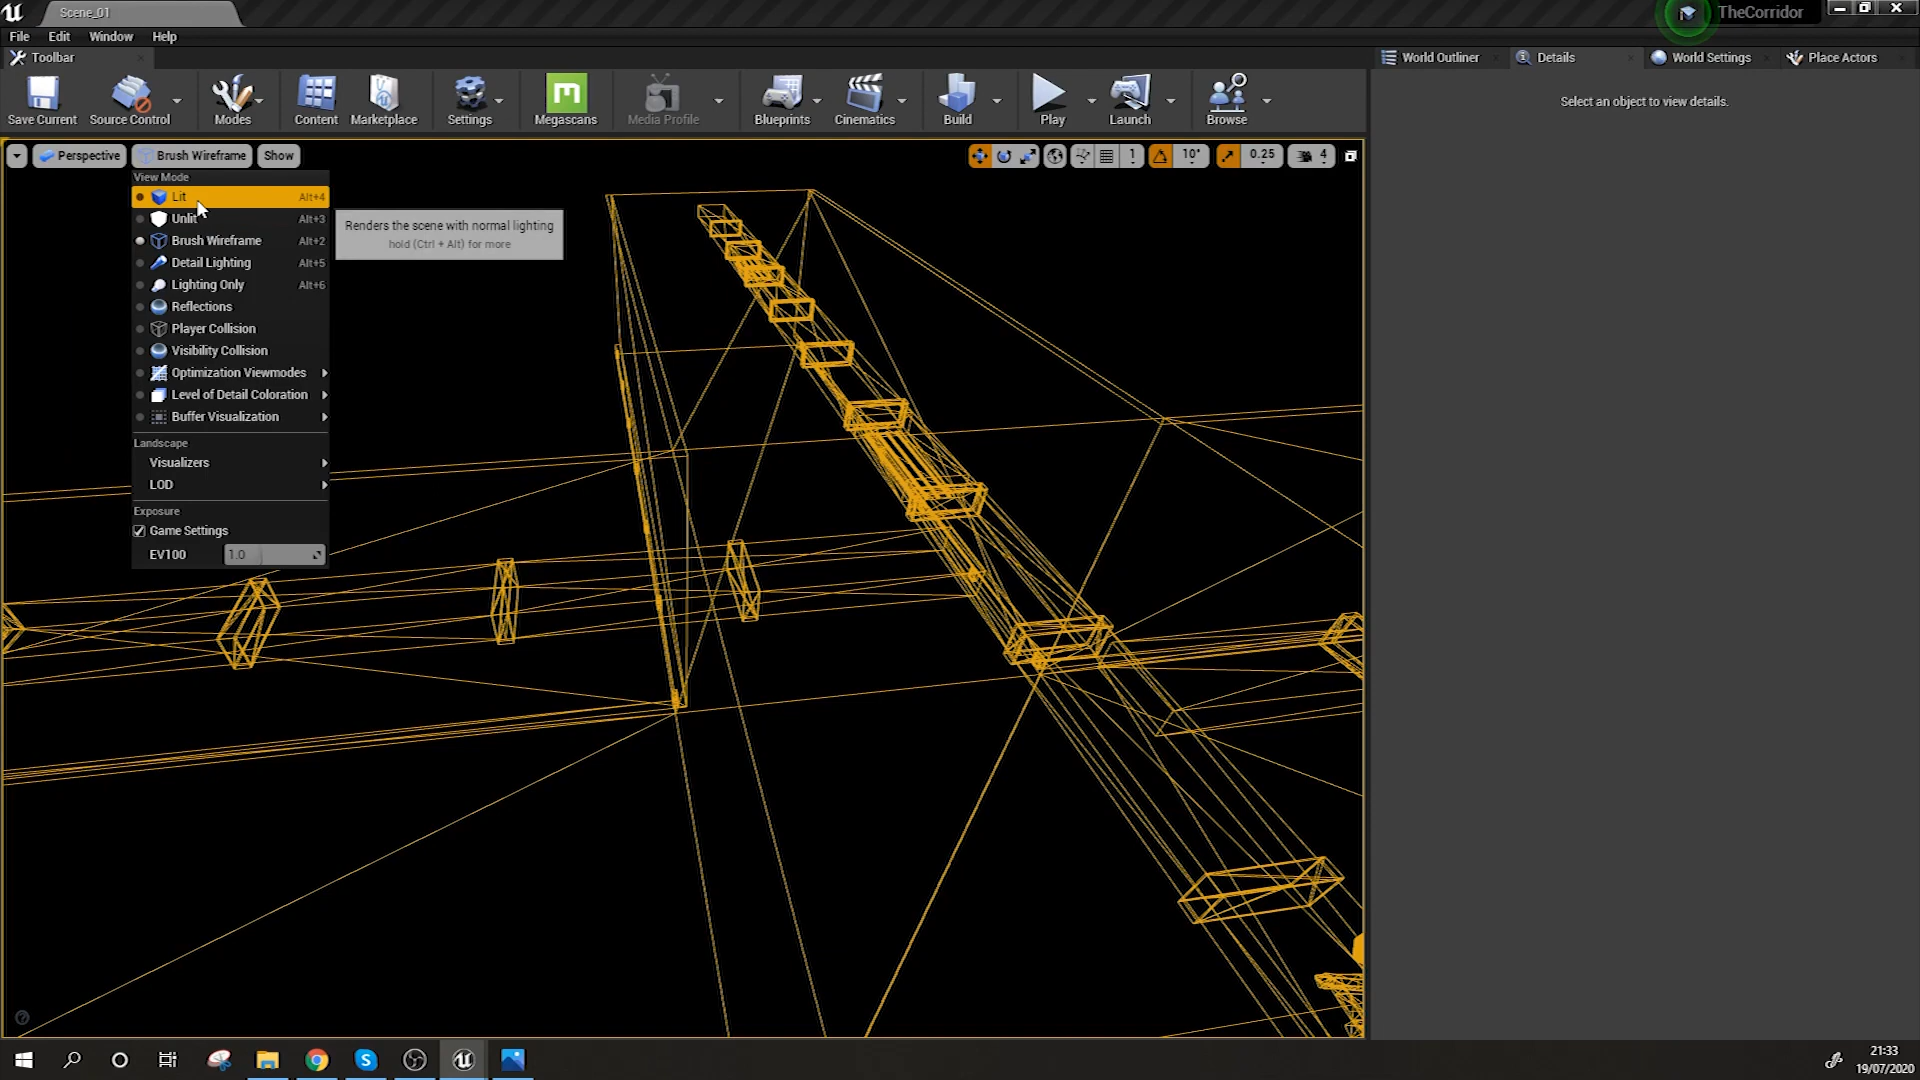 Scene_01
TheCorridor
File Edit Window Help
Toolbar
World Outliner
Details
World Settings
Place Actors
Save Current
Source Control
Modes
Content
Marketplace
Settings
Megascans
Media Profile
Blueprints
Cinematics
Build
Play
Launch
Browse
Select an object to view details.
Perspective
Brush Wireframe
Show
1
10°
0.25
4
View Mode
Lit Alt+4
Unlit Alt+3
Brush Wireframe Alt+2
Detail Lighting Alt+5
Lighting Only Alt+6
Reflections
Player Collision
Visibility Collision
Optimization Viewmodes
Level of Detail Coloration
Buffer Visualization
Landscape
Visualizers
LOD
Exposure
Game Settings
EV100 1.0
Renders the scene with normal lighting
hold (Ctrl + Alt) for more
21:33
19/07/2020